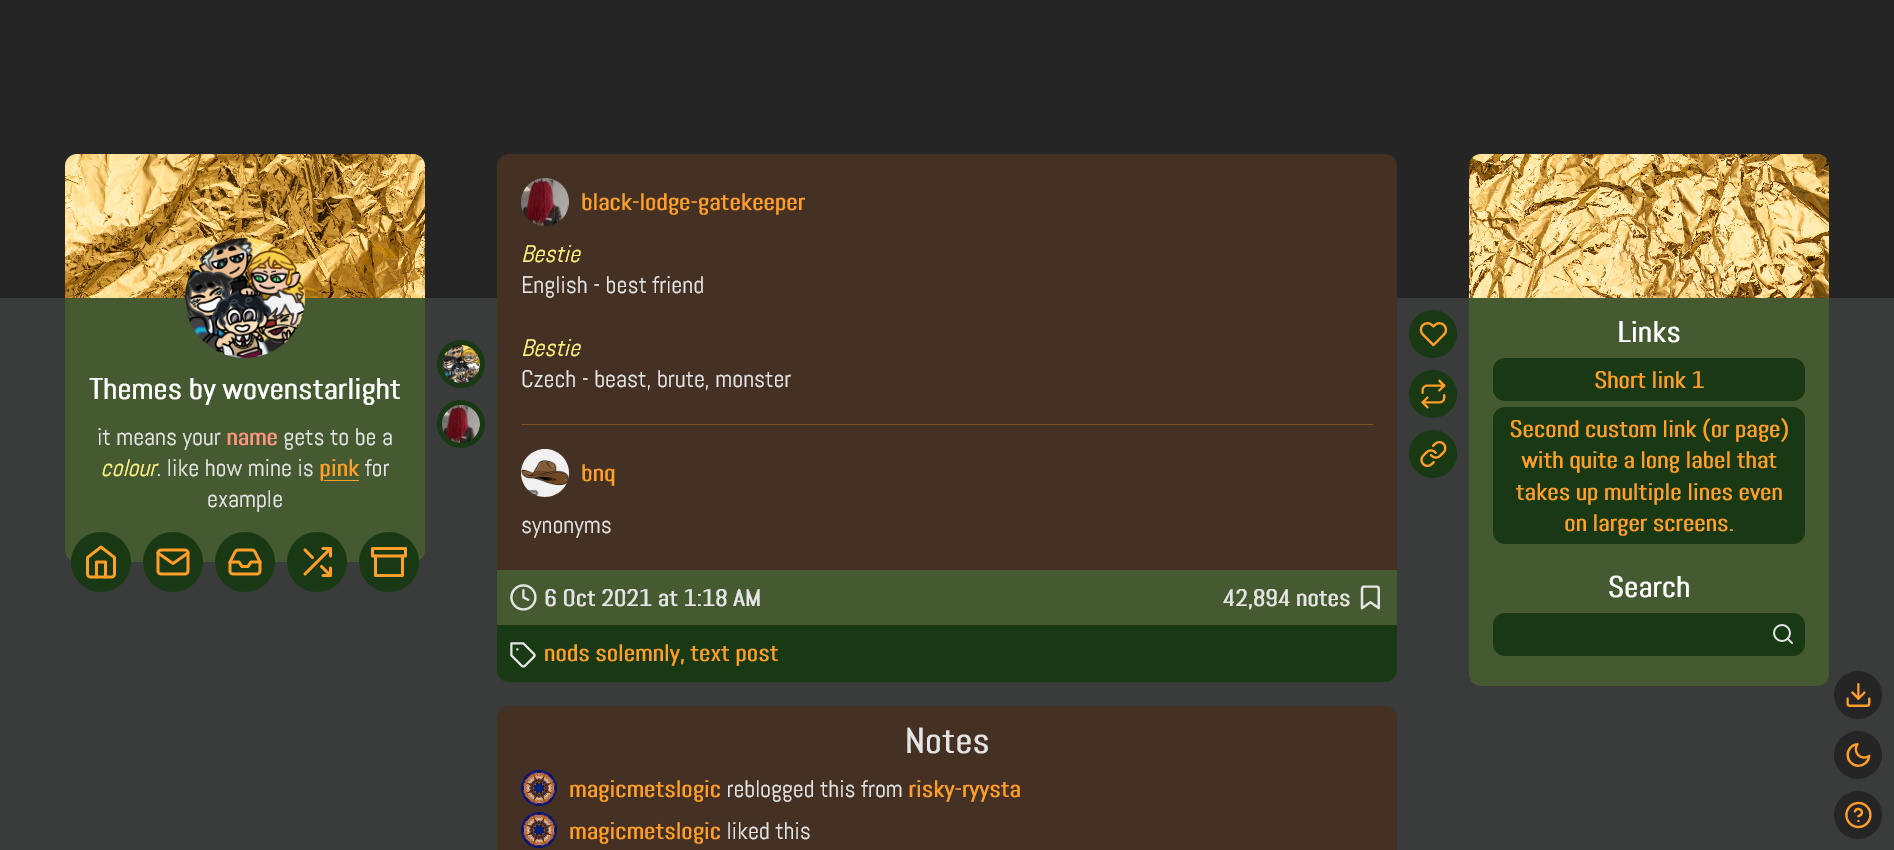 Themes by wovenstarlight
it means your name gets to be a
colour. like how mine is pink for
example
black-lodge-gatekeeper
Bestie
English - best friend
Bestie
Czech - beast, brute, monster
bnq
synonyms
6 Oct 2021 at 1:18 AM
42,894 notes
nods solemnly, text post
Notes
magicmetslogic reblogged this from risky-ryysta
magicmetslogic liked this
Links
Short link 1
Second custom link (or page)
with quite a long label that
takes up multiple lines even
on larger screens.
Search